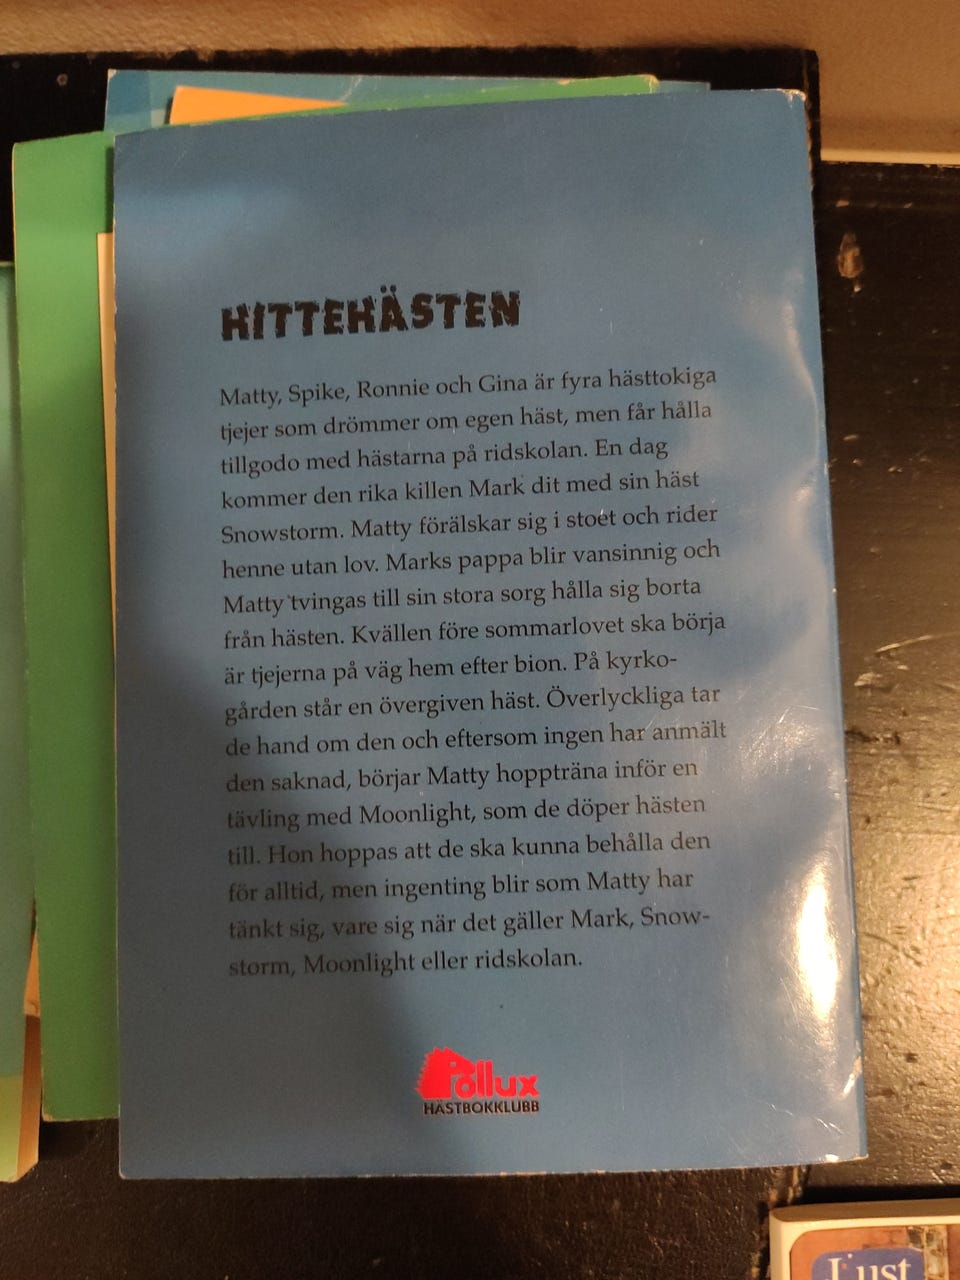 HITTEHÄSTEN
Matty, Spike, Ronnie och Gina är fyra hästtokiga
tjejer som drömmer om egen häst, men får hålla
tillgodo med hästarna på ridskolan. En dag
kommer den rika killen Mark dit med sin häst
Snowstorm. Matty förälskar sig i stoet och rider
henne utan lov. Marks pappa blir vansinnig och
Matty tvingas till sin stora sorg hålla sig borta
från hästen. Kvällen före sommarlovet ska börja
är tjejerna på väg hem efter bion. På kyrko-
gården står en övergiven häst. Överlyckliga tar
de hand om den och eftersom ingen har anmält
den saknad, börjar Matty hoppträna inför en
tävling med Moonlight, som de döper hästen
till. Hon hoppas att de ska kunna behålla den
för alltid, men ingenting blir som Matty har
tänkt sig, vare sig när det gäller Mark, Snow-
storm, Moonlight eller ridskolan.
Pollux
HÄSTBOKKLUBB
Lust